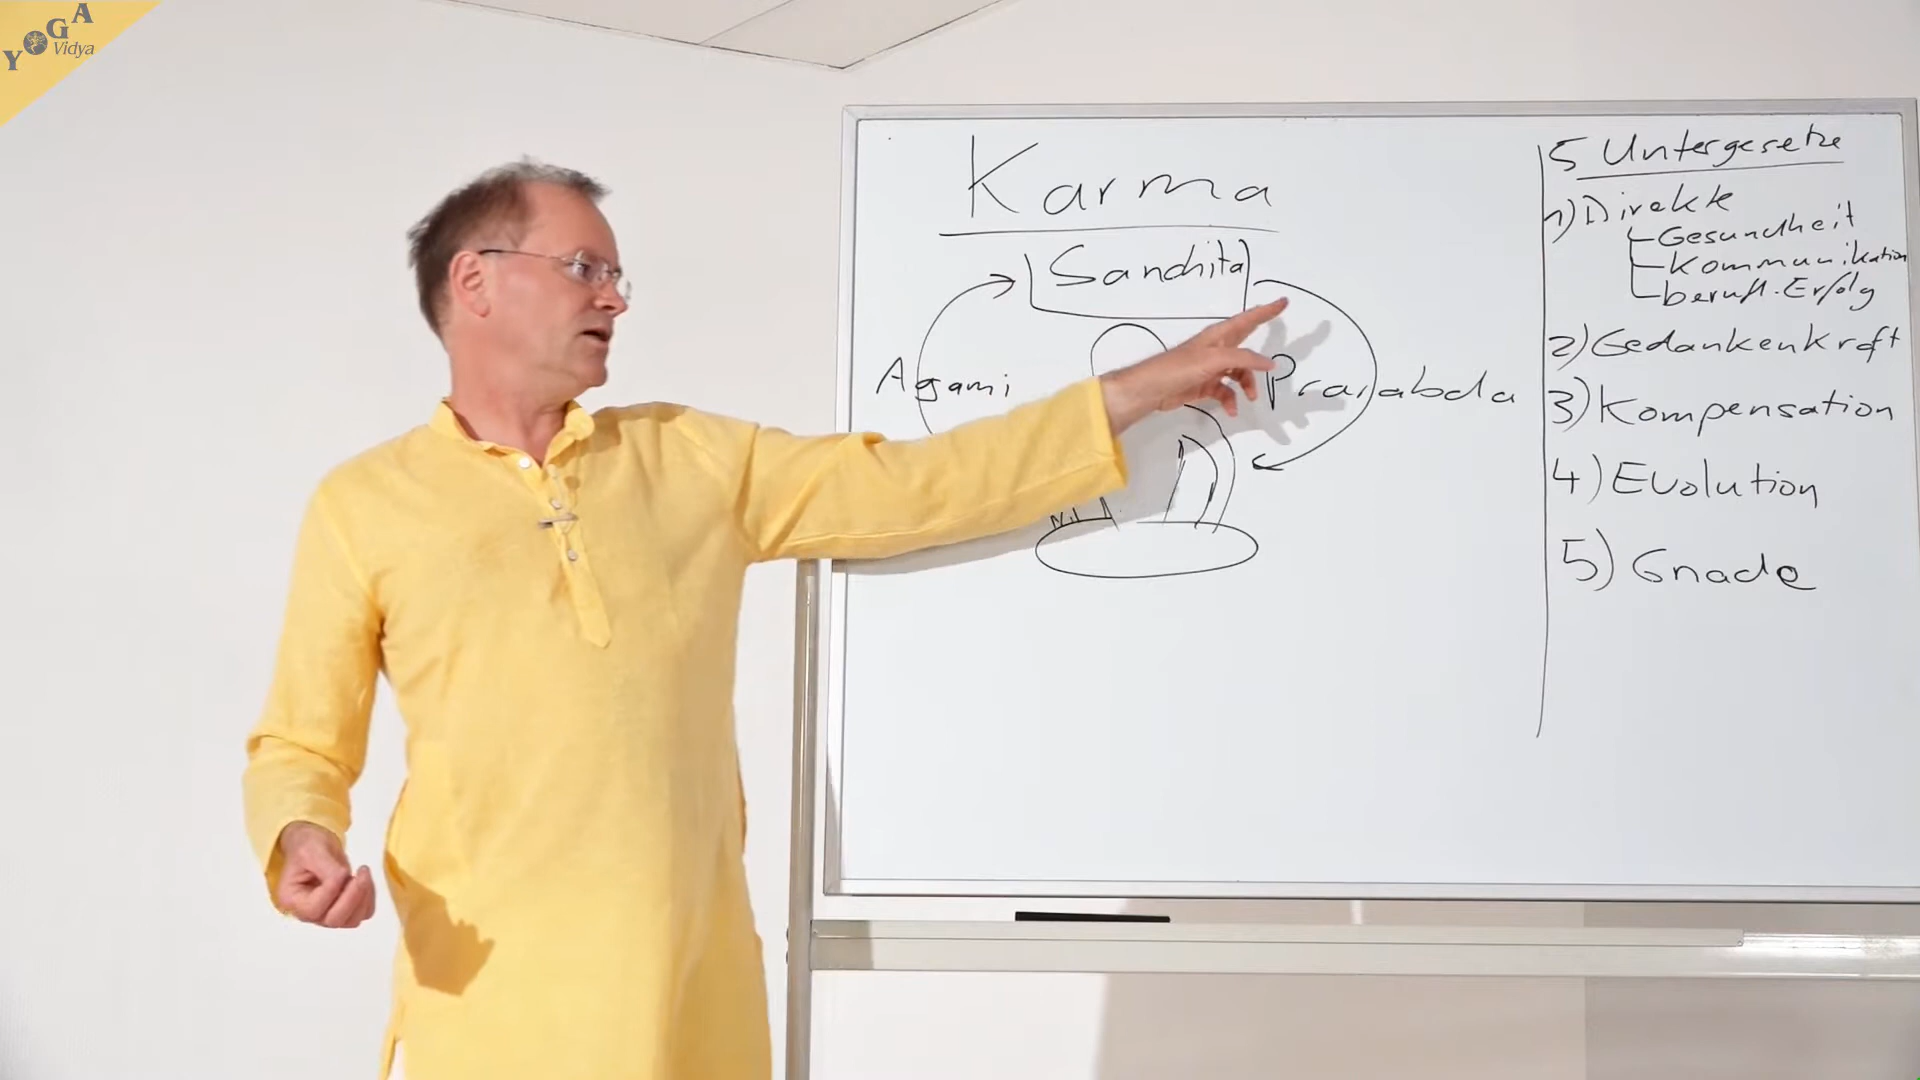 YOGA
Vidya
Karma
Sanchita
Agami
Prarabda
5 Untergesetze
1) Direkte
Gesundheit
Kommunikation
berufl. Erfolg
2) Gedankenkraft
3) Kompensation
4) Evolution
5) Gnade